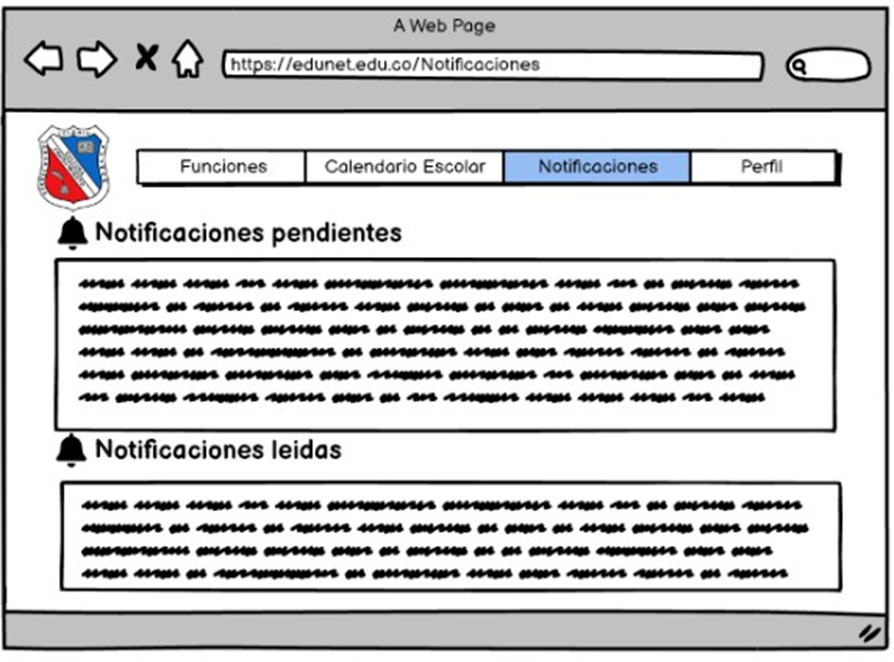 A Web Page
https://edunet.edu.co/Notificaciones
Funciones
Calendario Escolar
Notificaciones
Perfil
Notificaciones pendientes
Notificaciones leidas